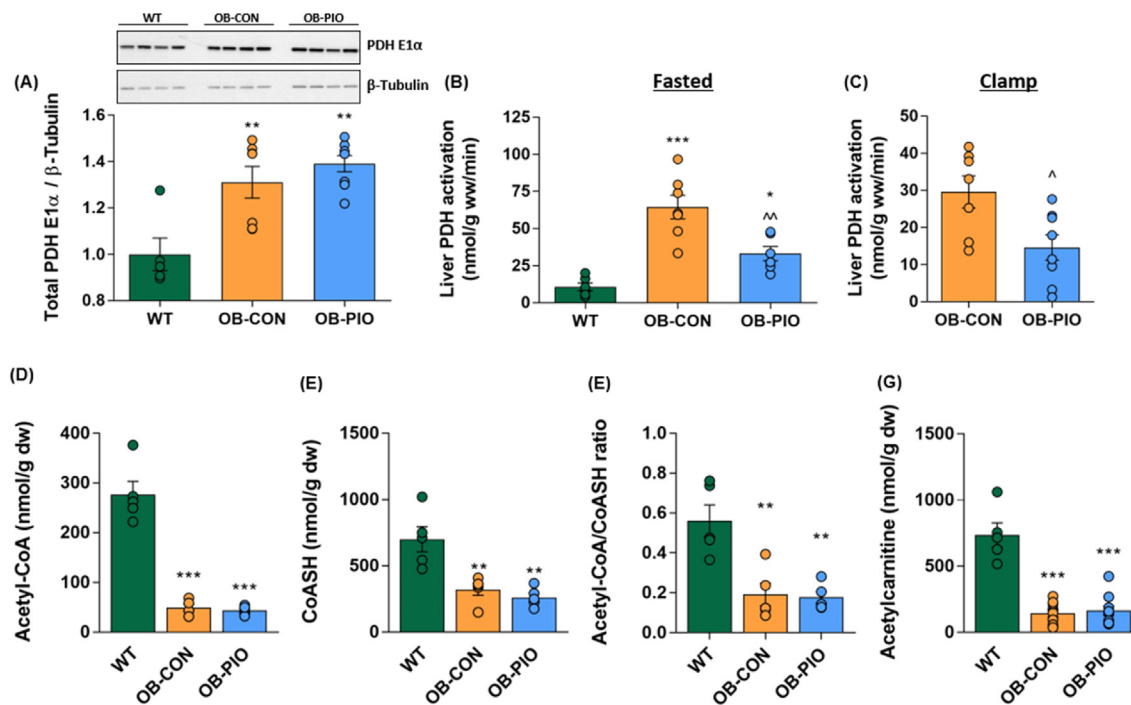 WT OB-CON OB-PIO
PDH E1α
β-Tubulin
(A)
Total PDH E1α / β-Tubulin
1.6
1.4
1.2
1.0
0.8
** **
WT OB-CON OB-PIO
(B)
Fasted
Liver PDH activation
(nmol/g ww/min)
125
100
75
50
25
0
***
*
^^
WT OB-CON OB-PIO
(C)
Clamp
Liver PDH activation
(nmol/g ww/min)
50
40
30
20
10
0
^
OB-CON OB-PIO
(D)
Acetyl-CoA (nmol/g dw)
400
300
200
100
50
0
*** ***
WT OB-CON OB-PIO
(E)
CoASH (nmol/g dw)
1500
1000
500
0
** **
WT OB-CON OB-PIO
(E)
Acetyl-CoA/CoASH ratio
1.0
0.8
0.6
0.4
0.2
0.0
** **
WT OB-CON OB-PIO
(G)
Acetylcarnitine (nmol/g dw)
1500
1000
500
0
*** ***
WT OB-CON OB-PIO